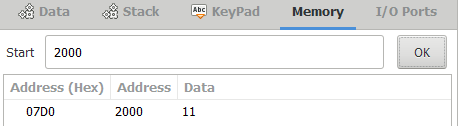 Data Stack Abc KeyPad Memory I/O Ports
Start 2000 OK
Address (Hex) Address Data
07D0 2000 11